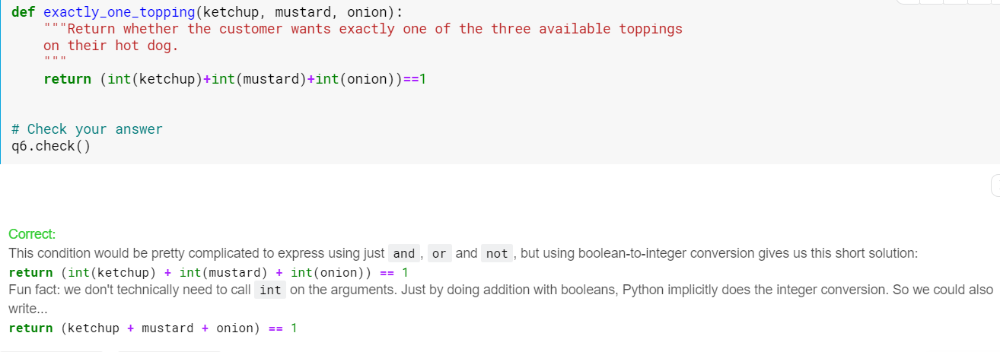 def exactly_one_topping(ketchup, mustard, onion):
    """Return whether the customer wants exactly one of the three available toppings
    on their hot dog.
    """
    return (int(ketchup)+int(mustard)+int(onion))==1
# Check your answer
q6.check()
Correct:
This condition would be pretty complicated to express using just and, or and not, but using boolean-to-integer conversion gives us this short solution:
return (int(ketchup) + int(mustard) + int(onion)) == 1
Fun fact: we don't technically need to call int on the arguments. Just by doing addition with booleans, Python implicitly does the integer conversion. So we could also
write...
return (ketchup + mustard + onion) == 1